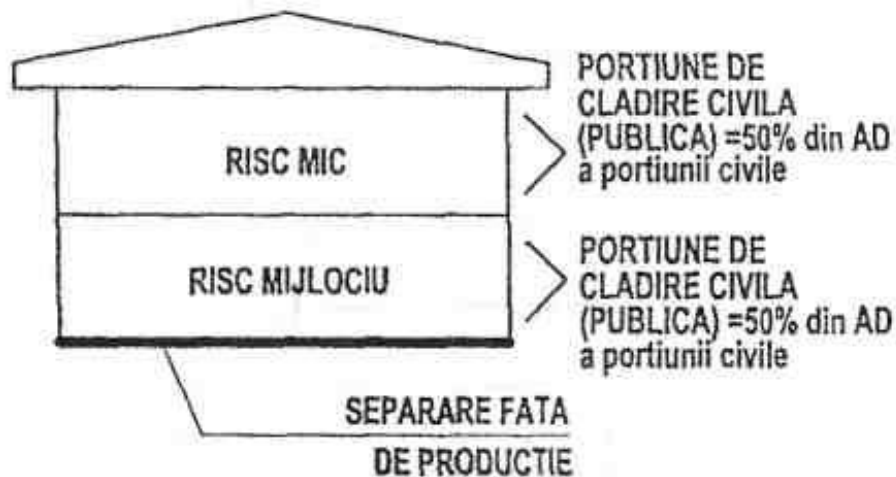 PORTIUNE DE
CLADIRE CIVILA
(PUBLICA) =50% din AD
a portiunii civile
RISC MIC
PORTIUNE DE
CLADIRE CIVILA
(PUBLICA) =50% din AD
a portiunii civile
RISC MIJLOCIU
SEPARARE FATA
DE PRODUCTIE